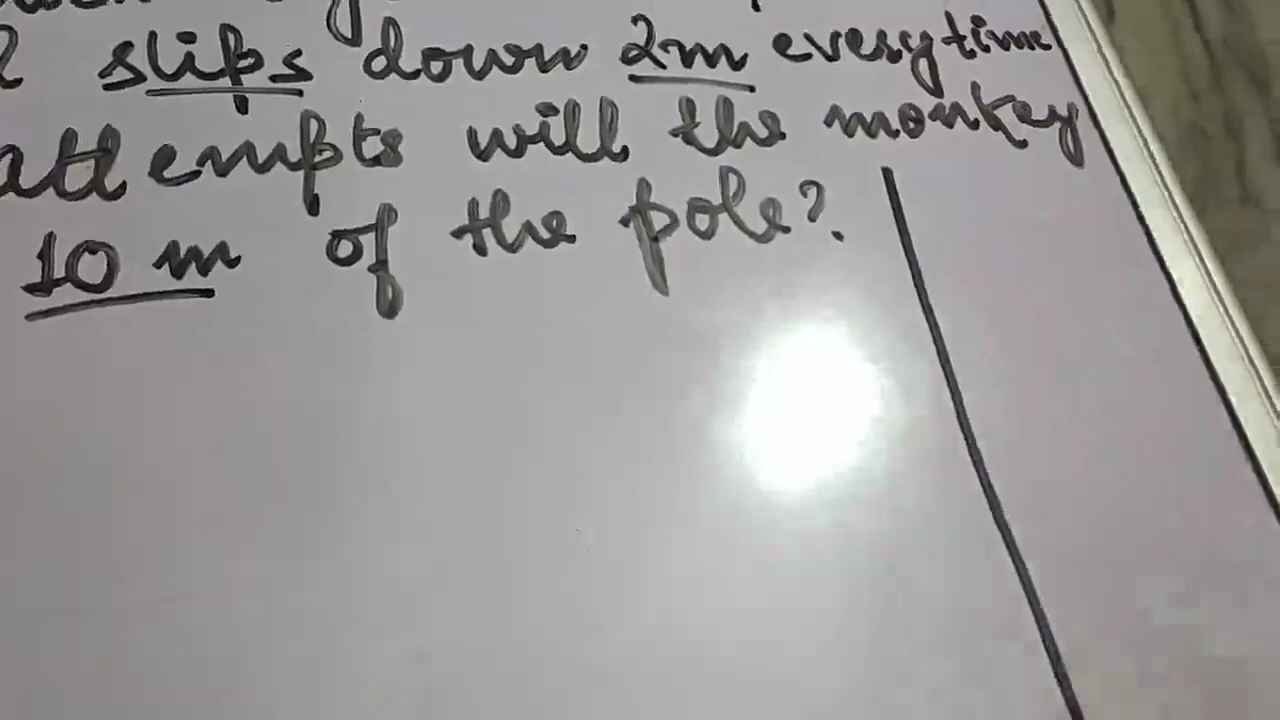 slips down 2m everytime
attempts will the monkey
10 m of the pole?